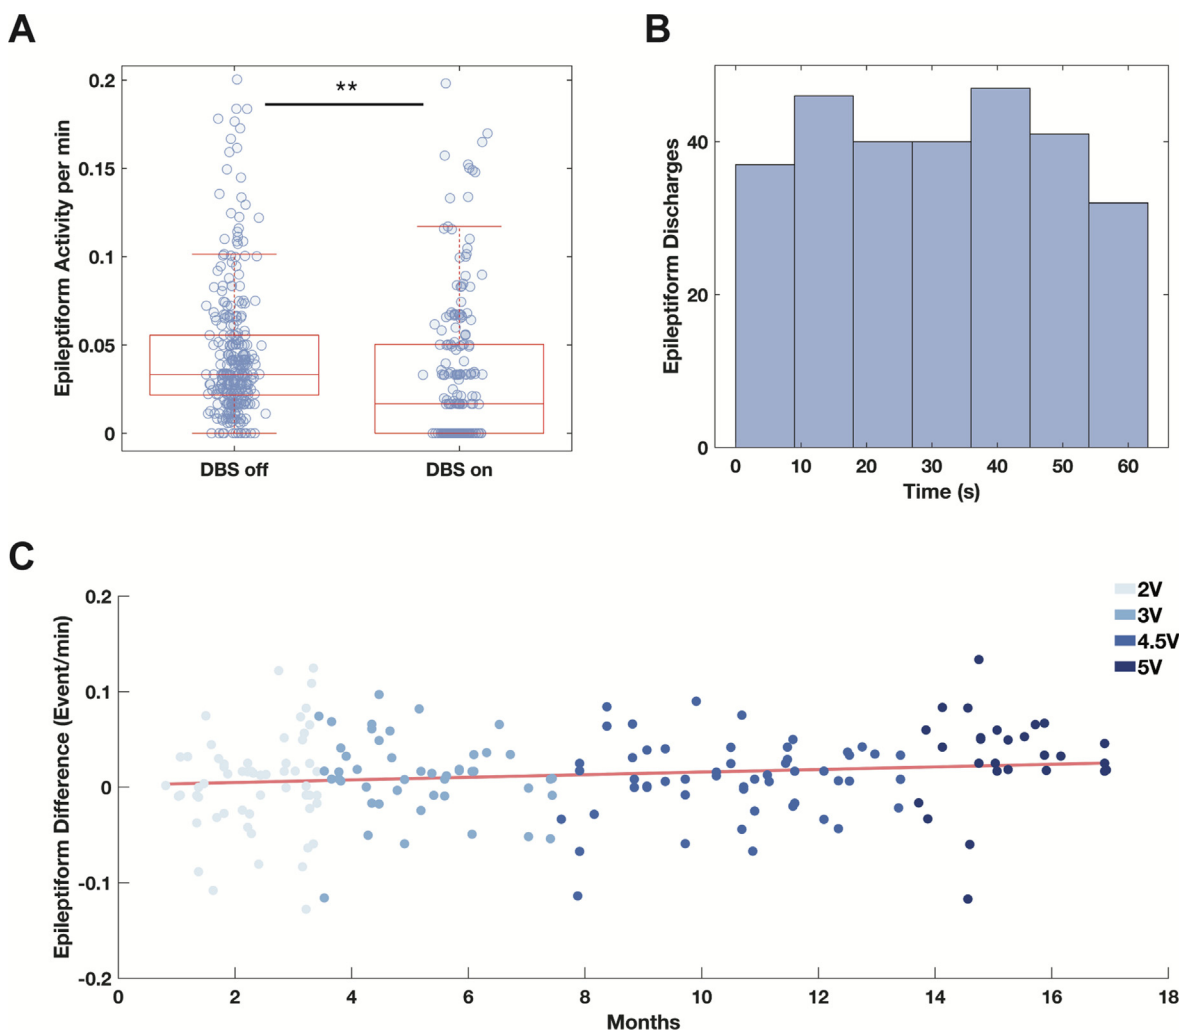 A
B
**
Epileptiform Activity per min
0.2
0.15
0.1
0.05
0
DBS off
DBS on
Epileptiform Discharges
40
20
0
0
10
20
30
40
50
60
Time (s)
C
Epileptiform Difference (Event/min)
0.2
0.1
0
-0.1
-0.2
2V
3V
4.5V
5V
0
2
4
6
8
10
12
14
16
18
Months